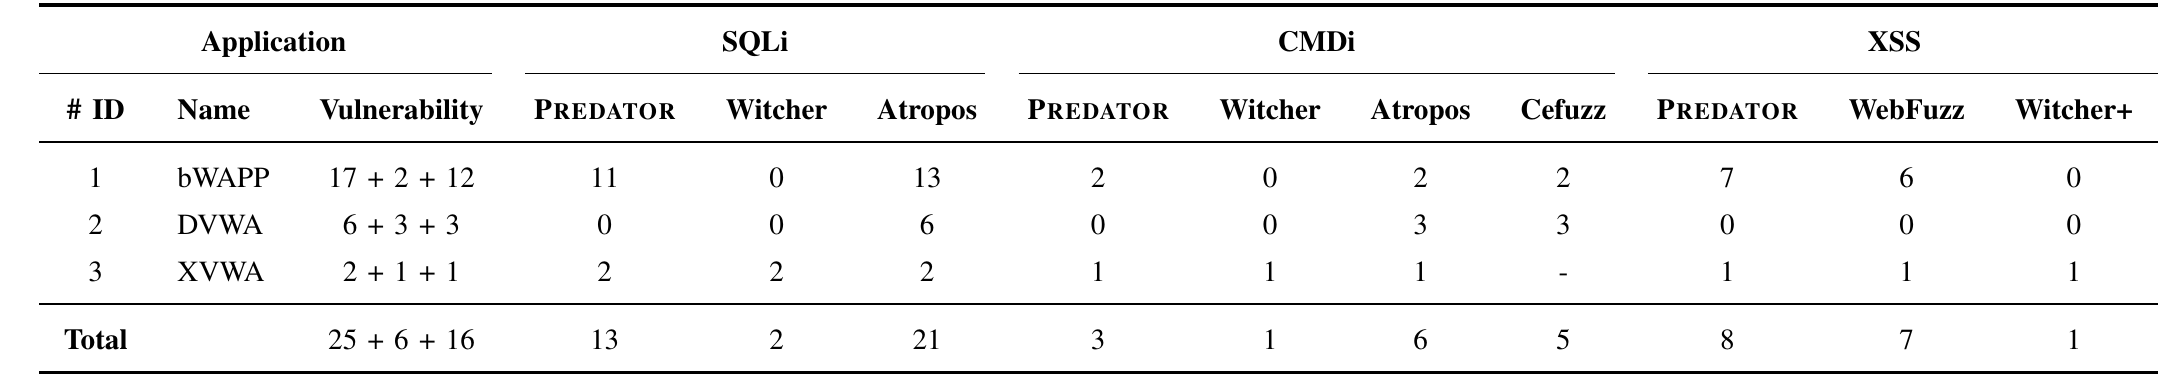 Application SQLi CMDi XSS
# ID Name Vulnerability PREDATOR Witcher Atropos PREDATOR Witcher Atropos Cefuzz PREDATOR WebFuzz Witcher+
1 bWAPP 17 + 2 + 12 11 0 13 2 0 2 2 7 6 0
2 DVWA 6 + 3 + 3 0 0 6 0 0 3 3 0 0 0
3 XVWA 2 + 1 + 1 2 2 2 1 1 1 - 1 1 1
Total 25 + 6 + 16 13 2 21 3 1 6 5 8 7 1